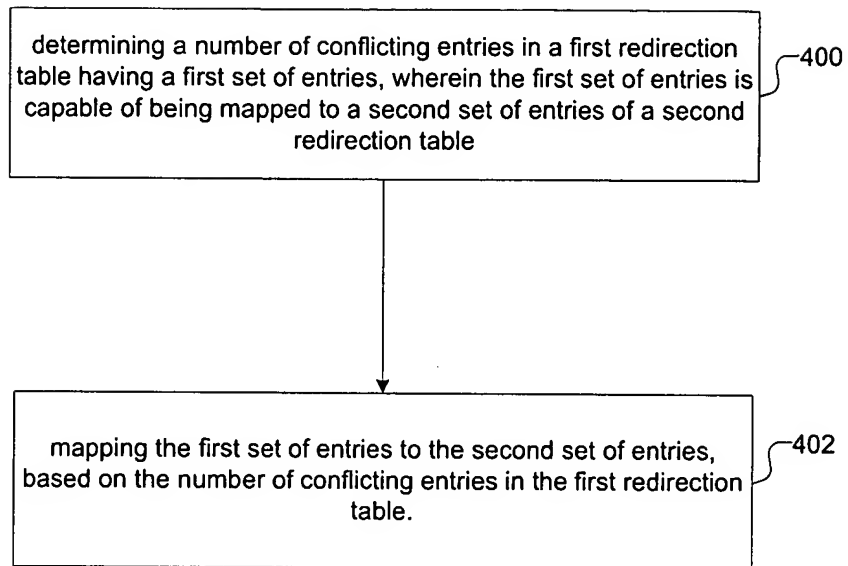 determining a number of conflicting entries in a first redirection
table having a first set of entries, wherein the first set of entries is
capable of being mapped to a second set of entries of a second
redirection table
400
mapping the first set of entries to the second set of entries,
based on the number of conflicting entries in the first redirection
table.
402